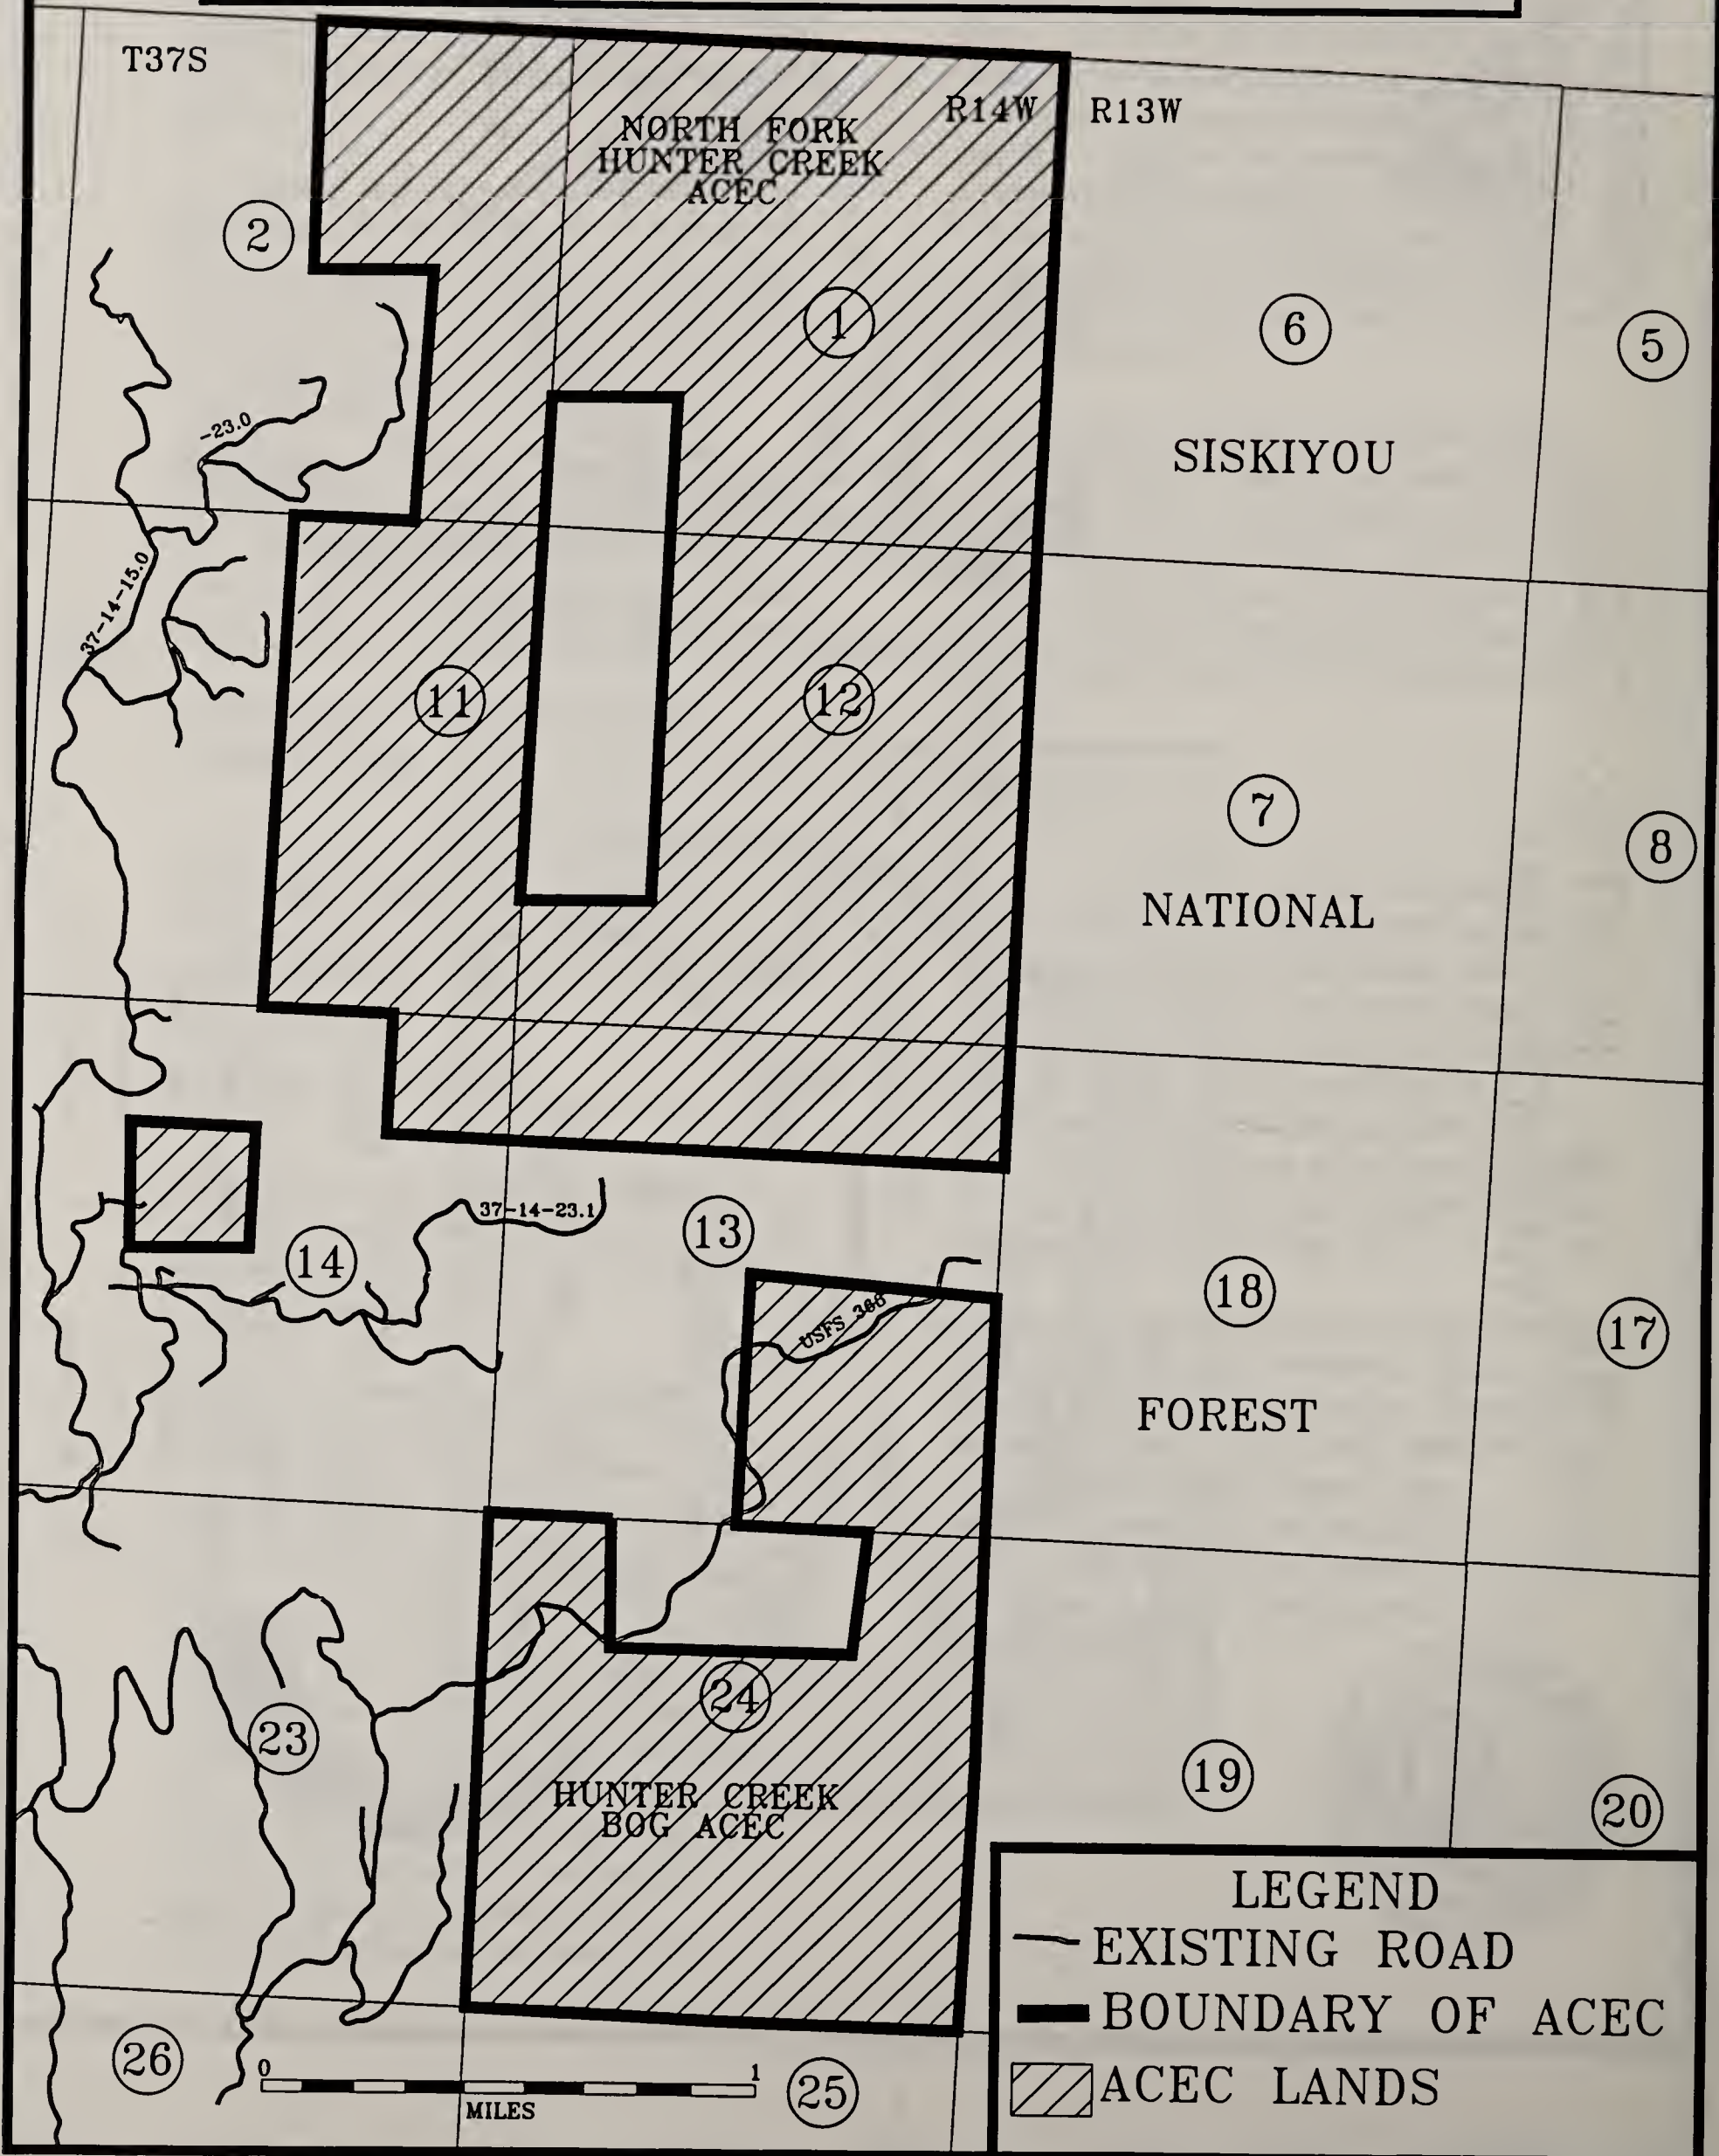 T37S
R14W
R13W
NORTH FORK
HUNTER CREEK
ACEC
2
1
6
5
-23.0
SISKIYOU
37-14-15.0
11
12
7
8
NATIONAL
37-14-23.1
13
14
18
17
USFS
FOREST
24
23
19
20
HUNTER CREEK
BOG ACEC
LEGEND
EXISTING ROAD
BOUNDARY OF ACEC
ACEC LANDS
26
0
1
MILES
25